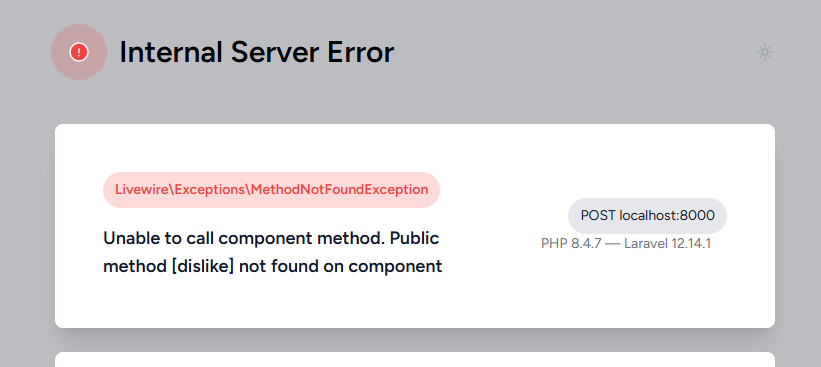 Internal Server Error
Livewire\Exceptions\MethodNotFoundException
Unable to call component method. Public
method [dislike] not found on component
POST localhost:8000
PHP 8.4.7 — Laravel 12.14.1